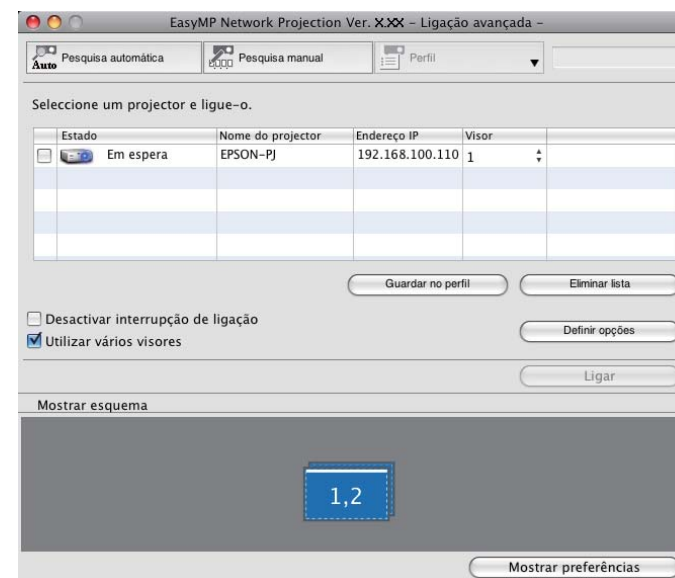 EasyMP Network Projection Ver. X.XX – Ligação avançada –
Auto Pesquisa automática Pesquisa manual Perfil
Seleccione um projector e ligue-o.
Estado Nome do projector Endereço IP Visor
Em espera EPSON-PJ 192.168.100.110 1
Guardar no perfil Eliminar lista
Desactivar interrupção de ligação
Definir opções
Utilizar vários visores
Ligar
Mostrar esquema
1,2
Mostrar preferências